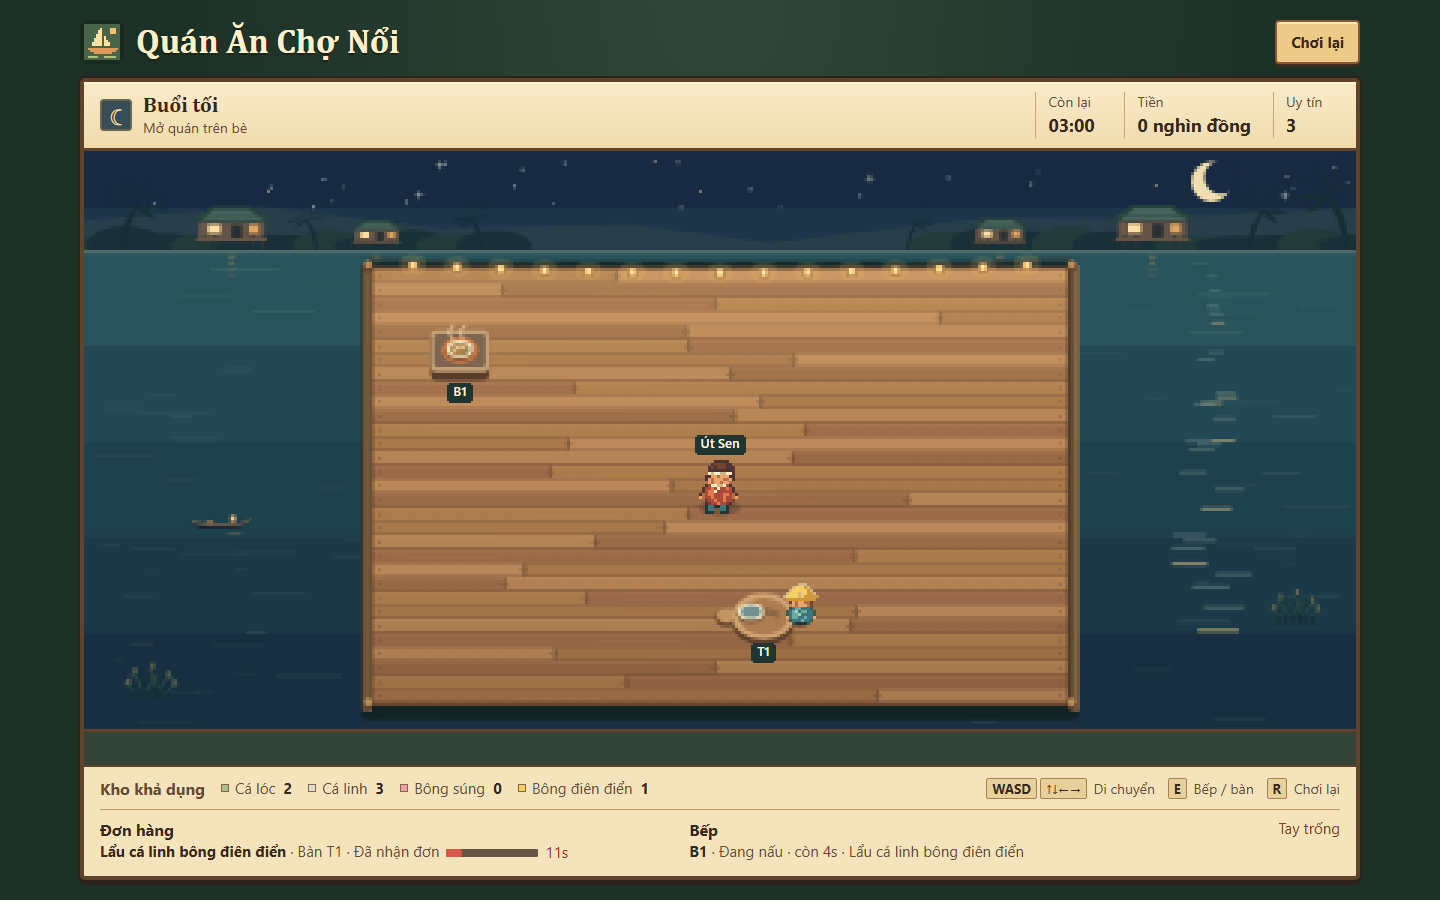 Quán Ăn Chợ Nổi
Chơi lại
Buổi tối
Mở quán trên bè
Còn lại
03:00
Tiền
0 nghìn đồng
Uy tín
3
B1
Út Sen
T1
Kho khả dụng Cá lóc 2 Cá linh 3 Bông súng 0 Bông điên điển 1
WASD ↑↓←→ Di chuyển E Bếp / bàn R Chơi lại
Đơn hàng
Lẩu cá linh bông điên điển · Bàn T1 · Đã nhận đơn 11s
Bếp
B1 · Đang nấu · còn 4s · Lẩu cá linh bông điên điển
Tay trống